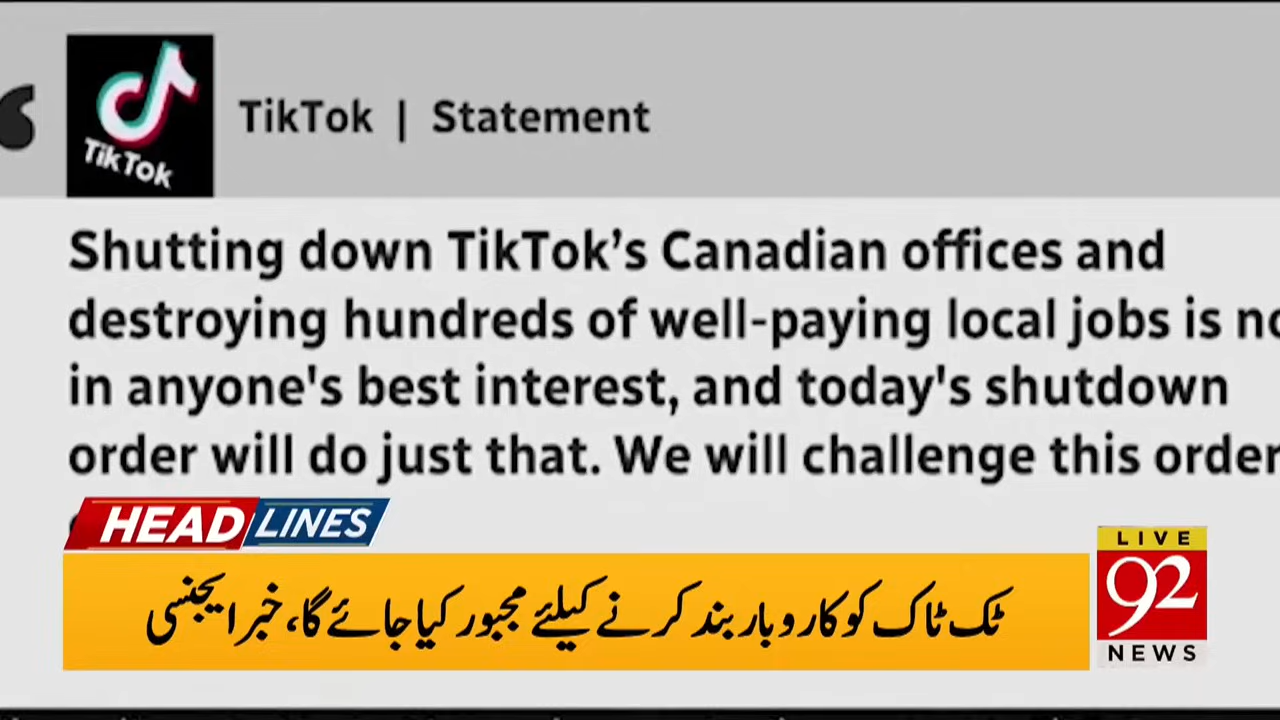 TikTok
TikTok | Statement
Shutting down TikTok’s Canadian offices and
destroying hundreds of well-paying local jobs is
in anyone's best interest, and today's shutdown
order will do just that. We will challenge this order
HEADLINES
ٹک ٹاک کو کاروبار بند کرنے کیلئے مجبور کیا جائے گا، خبر ایجنسی
LIVE
92
NEWS